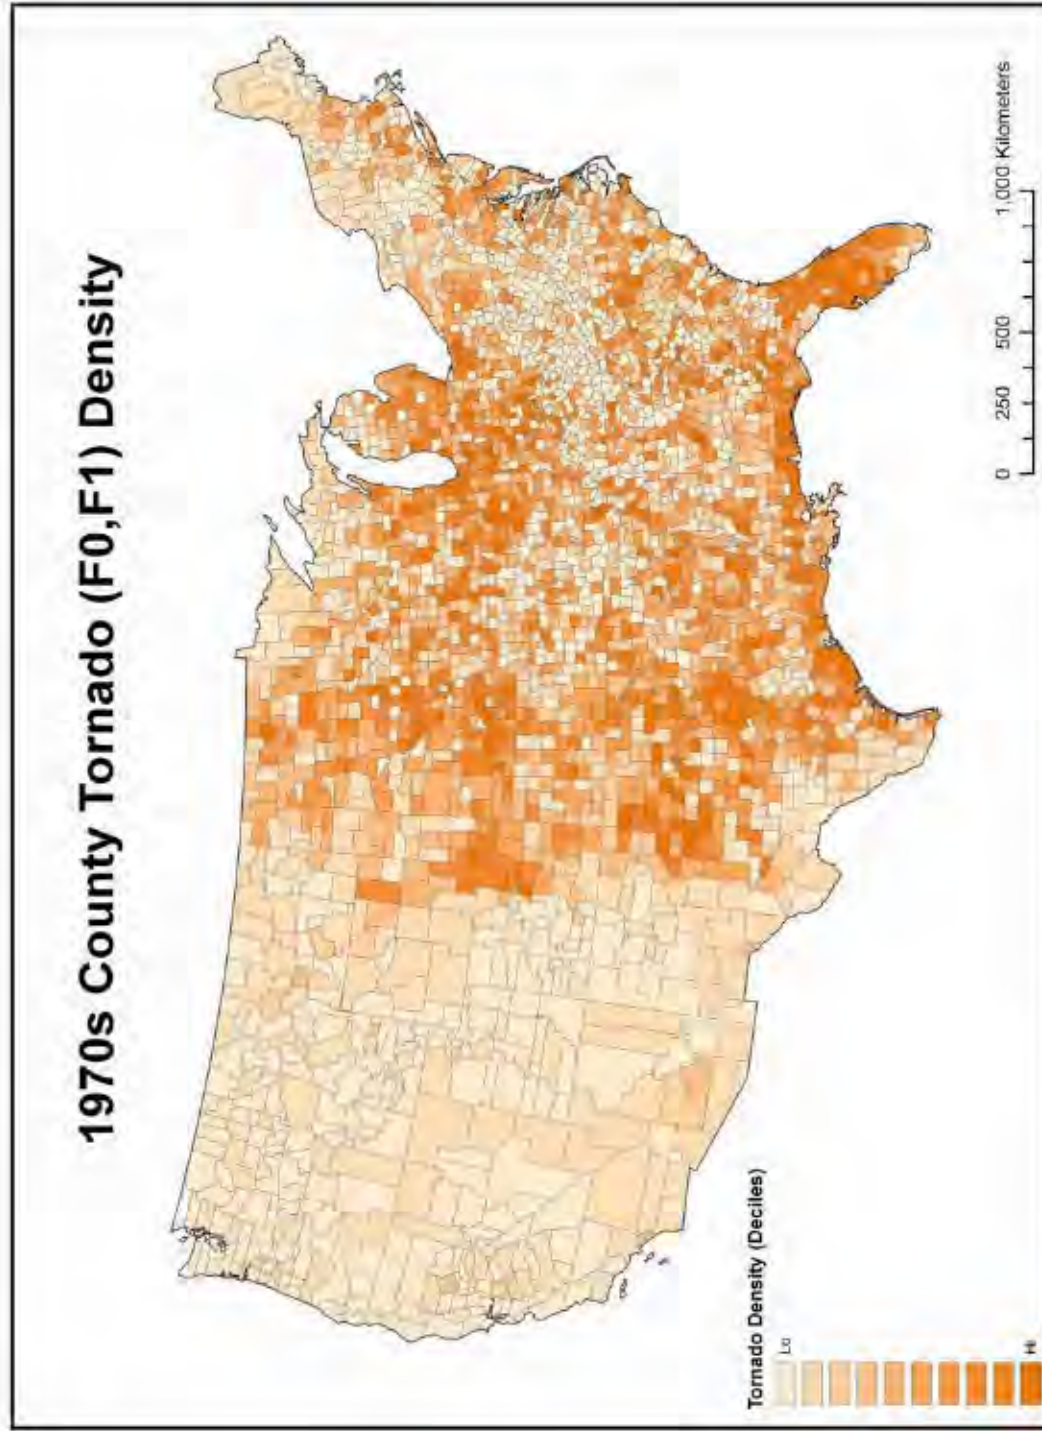 1970s County Tornado (F0,F1) Density
Tornado Density (Deciles)
Lo
Hi
0 250 500 1,000 Kilometers